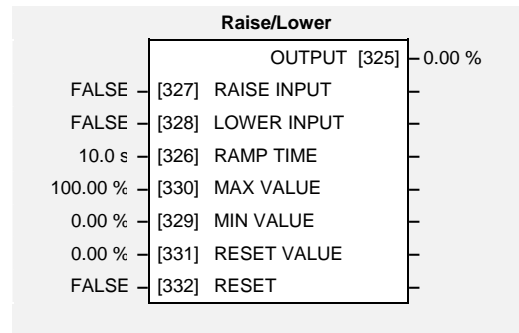 Raise/Lower
OUTPUT [325] – 0.00 %
FALSE – [327] RAISE INPUT –
FALSE – [328] LOWER INPUT –
10.0 s – [326] RAMP TIME –
100.00 % – [330] MAX VALUE –
0.00 % – [329] MIN VALUE –
0.00 % – [331] RESET VALUE –
FALSE – [332] RESET –